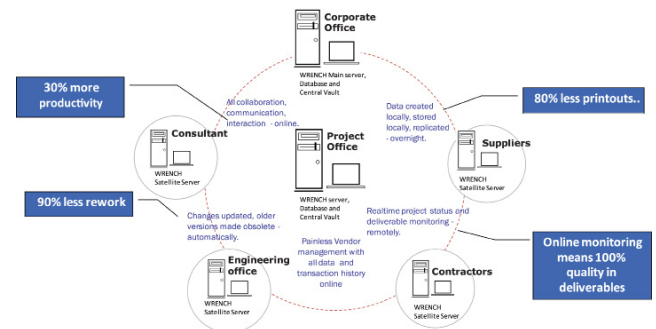 Corporate
Office
WRENCH Main server,
Database and
Central Vault
30% more
productivity
All collaboration,
communication,
interaction - online.
Data created
locally, stored
locally, replicated
- overnight.
80% less printouts..
Consultant
WRENCH
Satellite Server
Project
Office
WRENCH server,
Database and
Central Vault
Suppliers
WRENCH
Satellite Server
90% less rework
Changes updated, older
versions made obsolete -
automatically.
Realtime project status and
deliverable monitoring -
remotely.
Painless Vendor
management with
all data and
transaction history
online
Online monitoring
means 100%
quality in
deliverables
Engineering
office
WRENCH
Satellite Server
Contractors
WRENCH
Satellite Server